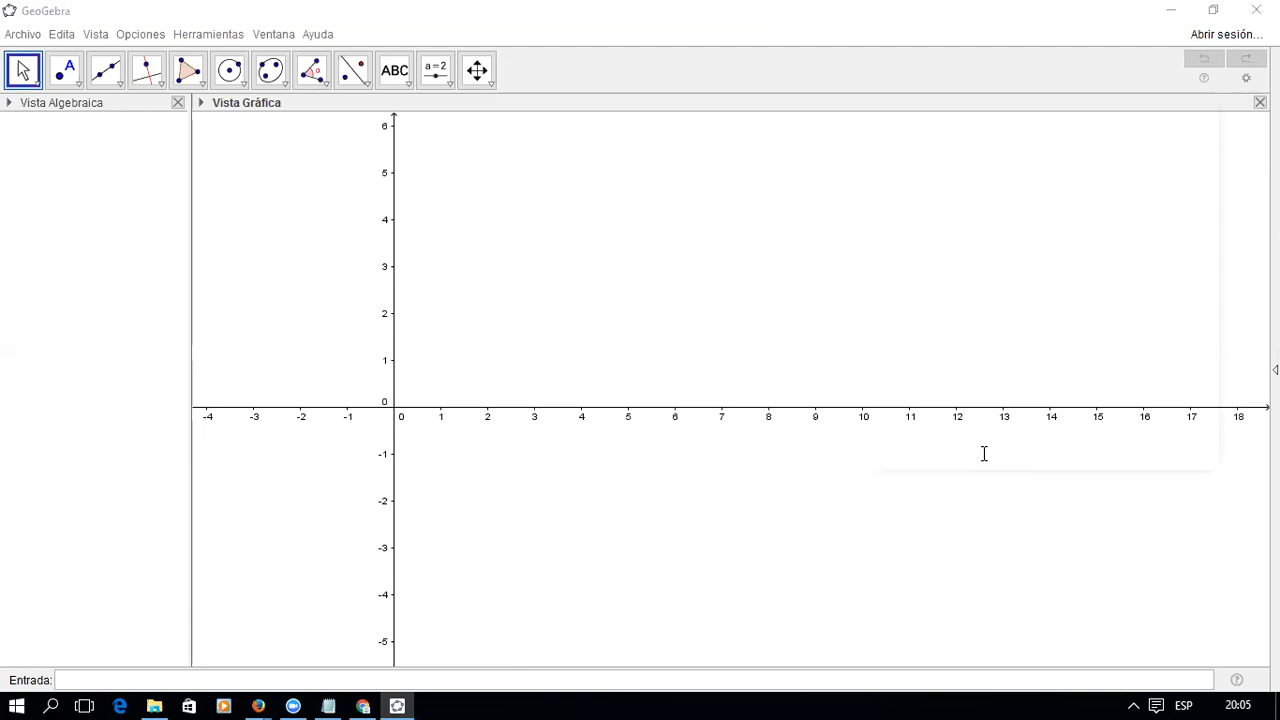 GeoGebra
Archivo Edita Vista Opciones Herramientas Ventana Ayuda Abrir sesión...
A α ABC a=2
Vista Algebraica Vista Gráfica
6
5
4
3
2
1
0
-4 -3 -2 -1 0 1 2 3 4 5 6 7 8 9 10 11 12 13 14 15 16 17 18
-1
-2
-3
-4
-5
Entrada:
ESP 20:05